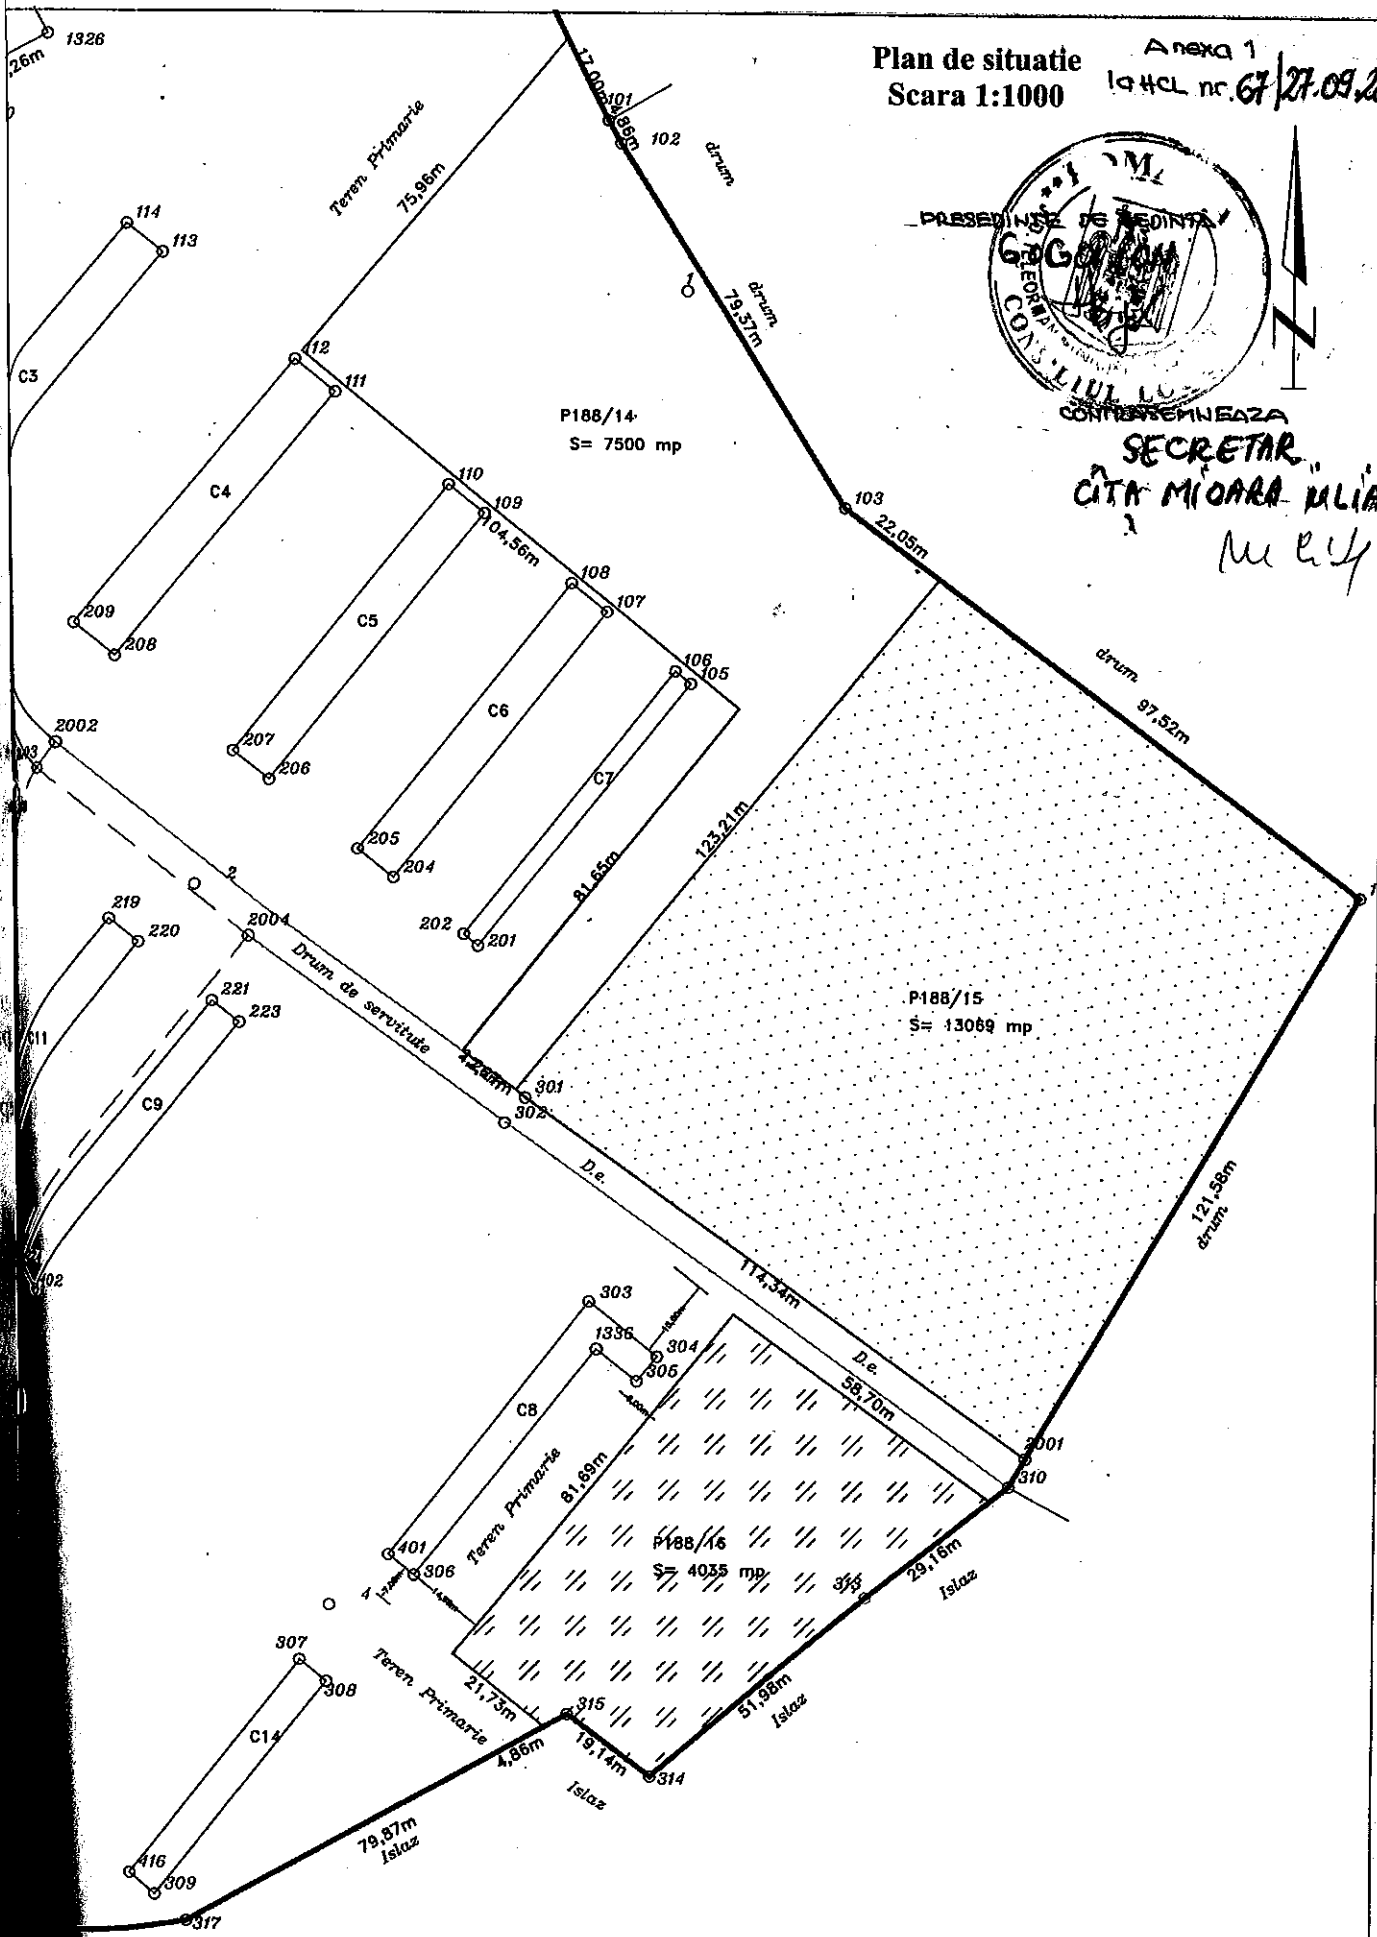 Plan de situatie
Scara 1:1000
Anexa 1
la HCL nr. 67/27.09.2
PRESEDINTE DE SEDINTA
CONTRASEMNEAZA
SECRETAR
CÎTA MIOARA
1326
,26m
17,00m
101
4,86m
102
drum
Teren Primarie
75,96m
114
113
1
drum
79,37m
C3
112
111
P188/14
S= 7500 mp
110
109
104,56m
C4
103
22,05m
108
107
C5
209
208
106
105
drum
97,52m
C6
2002
207
206
C7
123,21m
205
204
81,65m
2
219
220
2004
202
201
1
Drum de servitute
221
223
P188/15
S= 13069 mp
C11
C9
301
302
D.e.
121,58m
drum
114,34m
303
1336
304
305
D.e.
58,70m
C8
2001
310
Teren Primarie
81,69m
401
306
P188/16
S= 4035 mp
313
29,16m
Islaz
4
307
308
Teren Primarie
21,73m
315
51,98m
Islaz
C14
4,86m
19,14m
314
Islaz
79,87m
Islaz
416
309
317